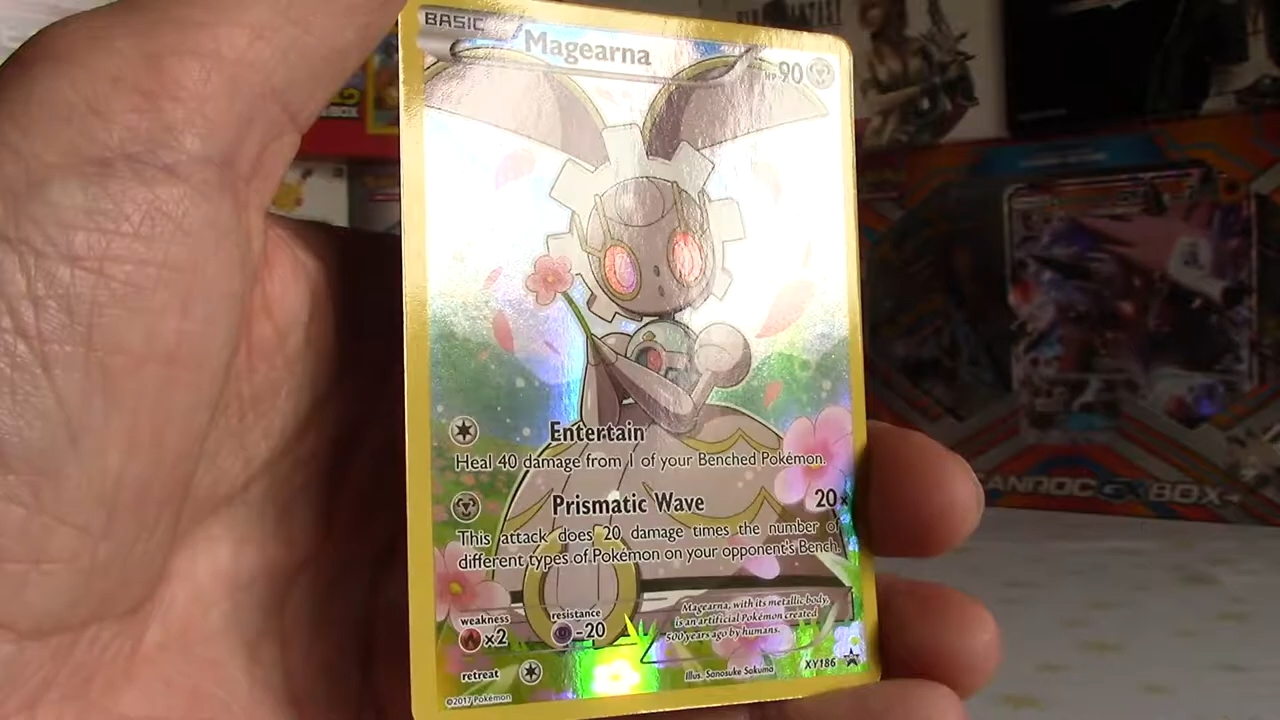 BASIC
Magearna
HP 90
Entertain
Heal 40 damage from 1 of your Benched Pokémon.
Prismatic Wave 20×
This attack does 20 damage times the number of
different types of Pokémon on your opponent's Bench.
weakness
×2
resistance
-20
Magearna, with its metallic body,
is an artificial Pokémon created
500 years ago by humans.
retreat
Illus. Sanosuke Sakuma
XY186
©2017 Pokémon
BOX